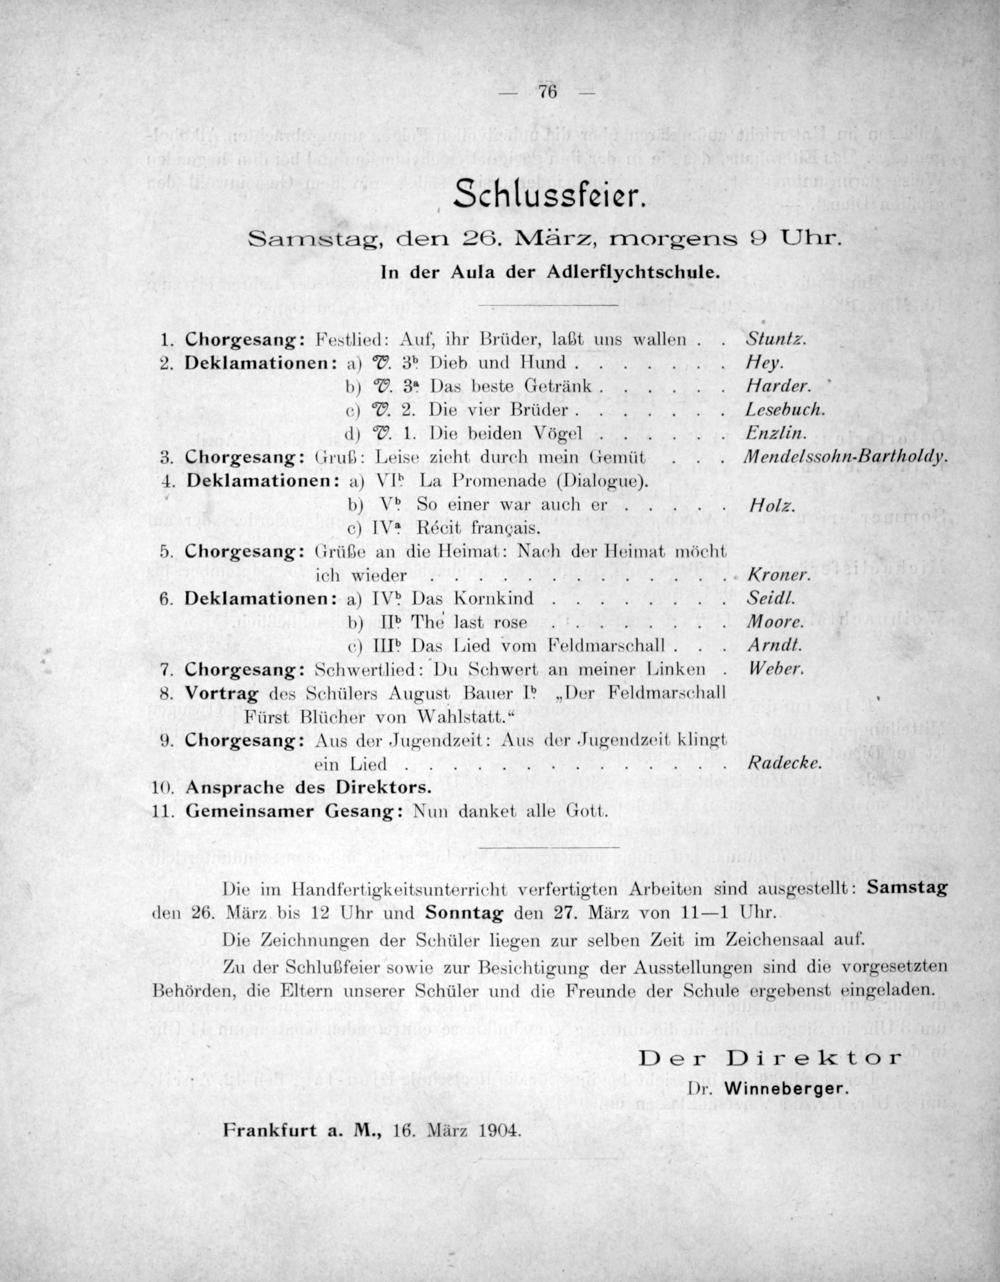 — 76 —
Schlussfeier.
Samstag, den 26. März, morgens 9 Uhr.
In der Aula der Adlerflychtschule.
1. Chorgesang: Festlied: Auf, ihr Brüder, laßt uns wallen . . Stuntz.
2. Deklamationen: a) V. 3b Dieb und Hund . . . . . . . Hey.
b) V. 3a Das beste Getränk . . . . . . Harder.
c) V. 2. Die vier Brüder . . . . . . . Lesebuch.
d) V. 1. Die beiden Vögel . . . . . . Enzlin.
3. Chorgesang: Gruß: Leise zieht durch mein Gemüt . . . Mendelssohn-Bartholdy.
4. Deklamationen: a) VIb La Promenade (Dialogue).
b) Vb So einer war auch er . . . . . Holz.
c) IVa Récit français.
5. Chorgesang: Grüße an die Heimat: Nach der Heimat möcht
ich wieder . . . . . . . . . . . . . Kroner.
6. Deklamationen: a) IVb Das Kornkind . . . . . . . . Seidl.
b) IIb The last rose . . . . . . . . Moore.
c) IIIb Das Lied vom Feldmarschall . . . Arndt.
7. Chorgesang: Schwertlied: Du Schwert an meiner Linken . Weber.
8. Vortrag des Schülers August Bauer Ib „Der Feldmarschall
Fürst Blücher von Wahlstatt.“
9. Chorgesang: Aus der Jugendzeit: Aus der Jugendzeit klingt
ein Lied . . . . . . . . . . . . . . Radecke.
10. Ansprache des Direktors.
11. Gemeinsamer Gesang: Nun danket alle Gott.
Die im Handfertigkeitsunterricht verfertigten Arbeiten sind ausgestellt: Samstag
den 26. März bis 12 Uhr und Sonntag den 27. März von 11—1 Uhr.
Die Zeichnungen der Schüler liegen zur selben Zeit im Zeichensaal auf.
Zu der Schlußfeier sowie zur Besichtigung der Ausstellungen sind die vorgesetzten
Behörden, die Eltern unserer Schüler und die Freunde der Schule ergebenst eingeladen.
Der Direktor
Dr. Winneberger.
Frankfurt a. M., 16. März 1904.